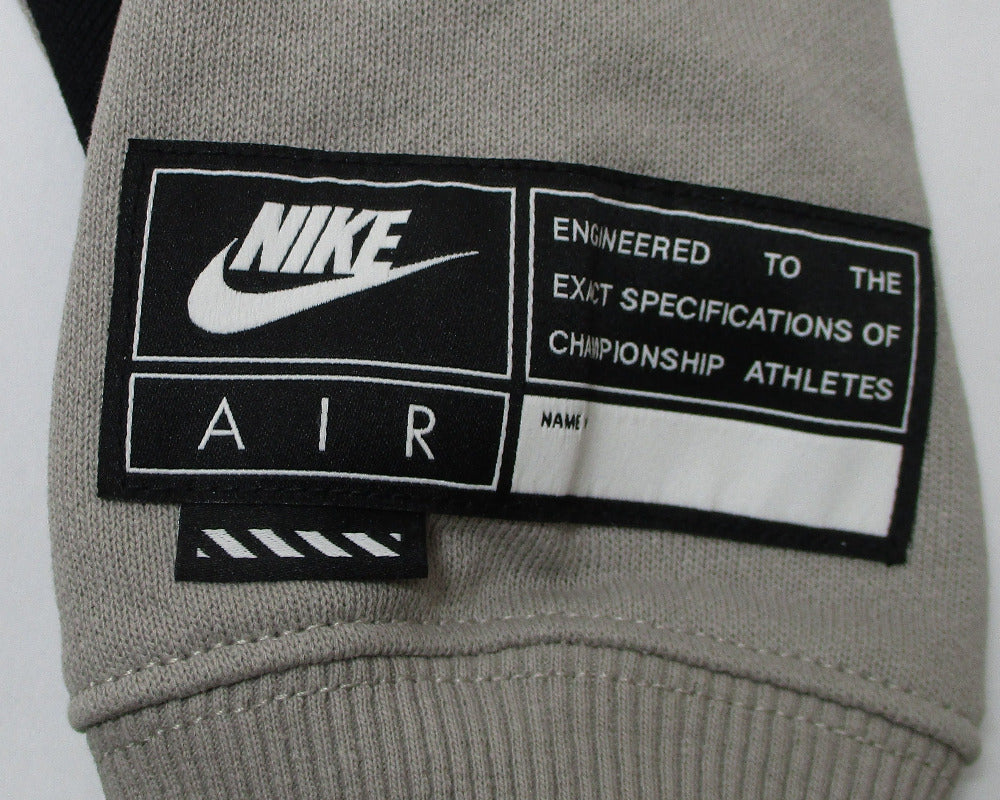 NIKE
AIR
ENGINEERED TO THE
EXACT SPECIFICATIONS OF
CHAMPIONSHIP ATHLETES
NAME